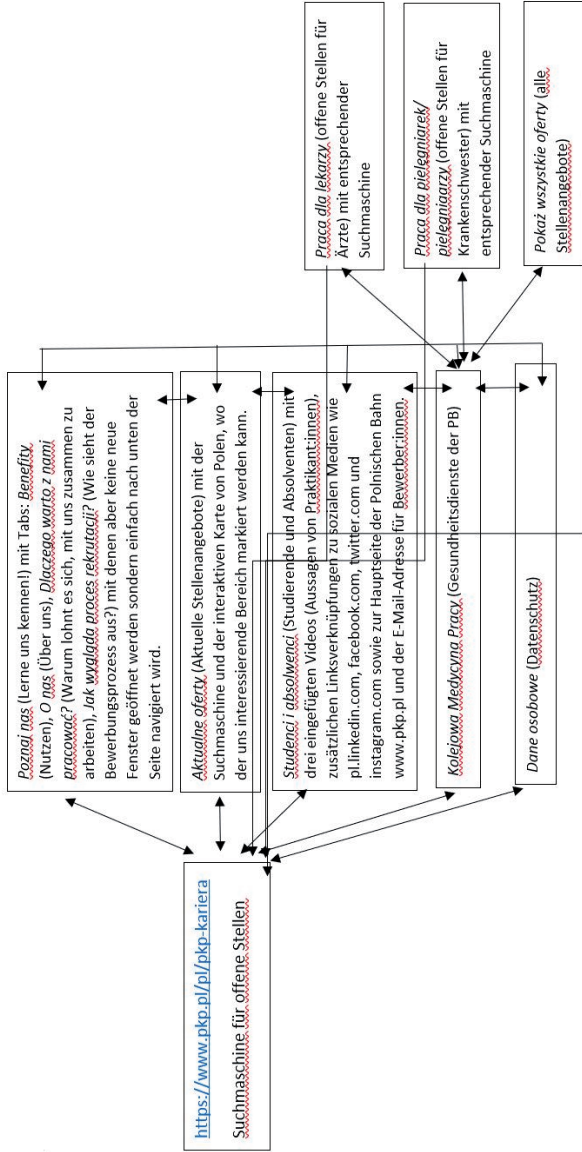 https://www.pkp.pl/pl/pkp-kariera
Suchmaschine für offene Stellen
Poznaj nas (Lerne uns kennen!) mit Tabs: Benefity
(Nutzen), O nas (Über uns), Dlaczego warto z nami
pracować? (Warum lohnt es sich, mit uns zusammen zu
arbeiten), Jak wygląda proces rekrutacji? (Wie sieht der
Bewerbungsprozess aus?) mit denen aber keine neue
Fenster geöffnet werden sondern einfach nach unten der
Seite navigiert wird.
Aktualne oferty (Aktuelle Stellenangebote) mit der
Suchmaschine und der interaktiven Karte von Polen, wo
der uns interessierende Bereich markiert werden kann.
Studenci i absolwenci (Studierende und Absolventen) mit
drei eingefügten Videos (Aussagen von Praktikant:innen),
zusätzlichen Linksverknüpfungen zu sozialen Medien wie
pl.linkedin.com, facebook.com, twitter.com und
instagram.com sowie zur Hauptseite der Polnischen Bahn
www.pkp.pl und der E-Mail-Adresse für Bewerber:innen.
Kolejowa Medycyna Pracy (Gesundheitsdienste der PB)
Dane osobowe (Datenschutz)
Praca dla lekarzy (offene Stellen für
Ärzte) mit entsprechender
Suchmaschine
Praca dla pielęgniarek/
pielęgniaarzy (offene Stellen für
Krankenschwester) mit
entsprechender Suchmaschine
Pokaż wszystkie oferty (alle
Stellenangebote)